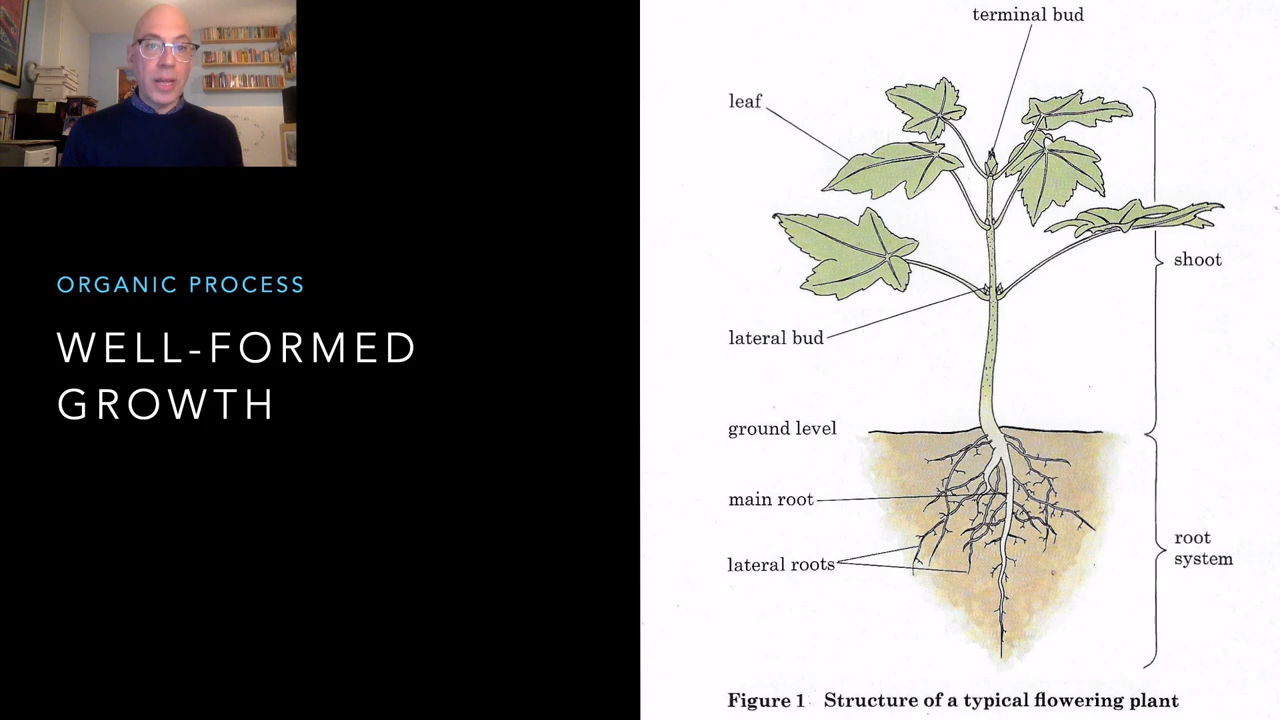 ORGANIC PROCESS
WELL-FORMED
GROWTH
terminal bud
leaf
shoot
lateral bud
ground level
main root
root
system
lateral roots
Figure 1 Structure of a typical flowering plant